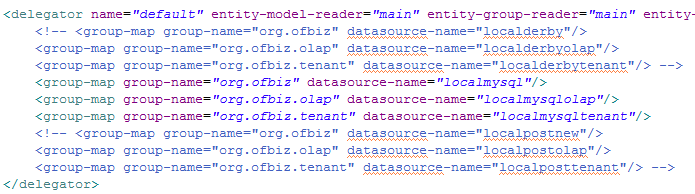 <delegator name="default" entity-model-reader="main" entity-group-reader="main" entity-
<!-- <group-map group-name="org.ofbiz" datasource-name="localderby"/>
<group-map group-name="org.ofbiz.olap" datasource-name="localderbyolap"/>
<group-map group-name="org.ofbiz.tenant" datasource-name="localderbytenant"/> -->
<group-map group-name="org.ofbiz" datasource-name="localmysql"/>
<group-map group-name="org.ofbiz.olap" datasource-name="localmysqlolap"/>
<group-map group-name="org.ofbiz.tenant" datasource-name="localmysqltenant"/>
<!-- <group-map group-name="org.ofbiz" datasource-name="localpostnew"/>
<group-map group-name="org.ofbiz.olap" datasource-name="localpostolap"/>
<group-map group-name="org.ofbiz.tenant" datasource-name="localposttenant"/> -->
</delegator>